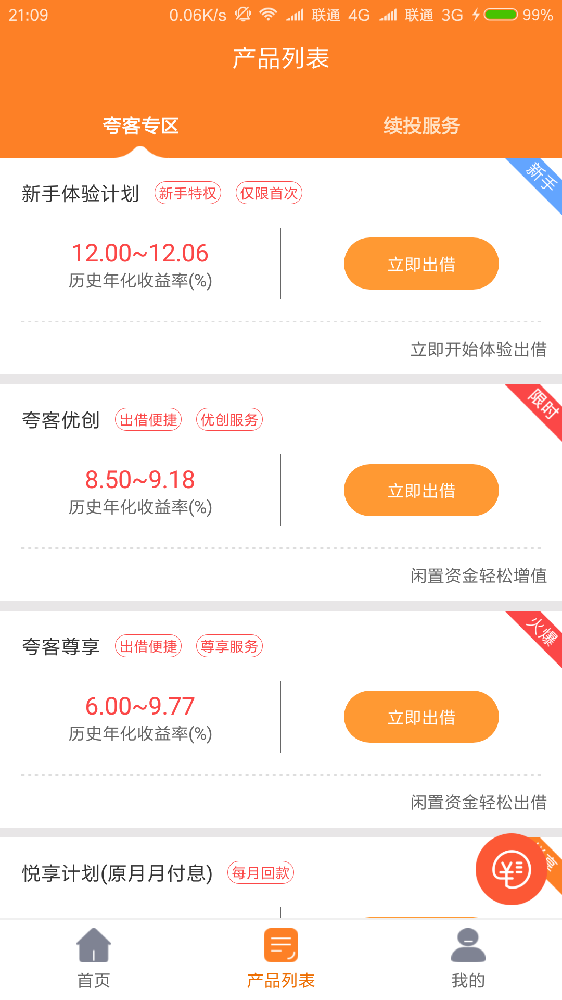 21:09 0.06K/s 联通 4G 联通 3G 99%
产品列表
夸客专区 续投服务
新手
新手体验计划 新手特权 仅限首次
12.00~12.06
历史年化收益率(%)
立即出借
立即开始体验出借
限时
夸客优创 出借便捷 优创服务
8.50~9.18
历史年化收益率(%)
立即出借
闲置资金轻松增值
火爆
夸客尊享 出借便捷 尊享服务
6.00~9.77
历史年化收益率(%)
立即出借
闲置资金轻松出借
悦享计划(原月月付息) 每月回款
首页 产品列表 我的